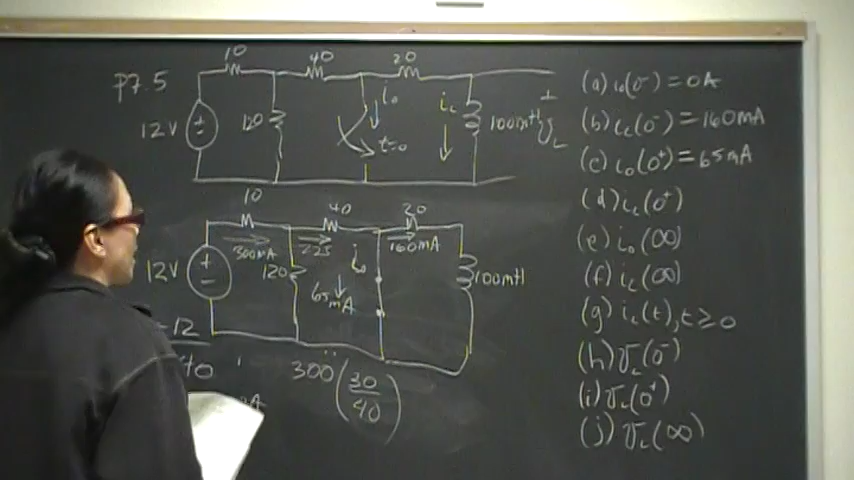 P7.5
10
40
20
12V
120
i₀
t=0
i_L
100mH
+
v_L
-
10
40
20
300mA
225
160mA
12V
120
i₀
65mA
100mH
-12
40
300(30/40)
(a) i₀(0⁻) = 0A
(b) i_L(0⁻) = 160mA
(c) i₀(0⁺) = 65mA
(d) i_L(0⁺)
(e) i₀(∞)
(f) i_L(∞)
(g) i_L(t), t ≥ 0
(h) v_L(0⁻)
(i) v_L(0⁺)
(j) v_L(∞)